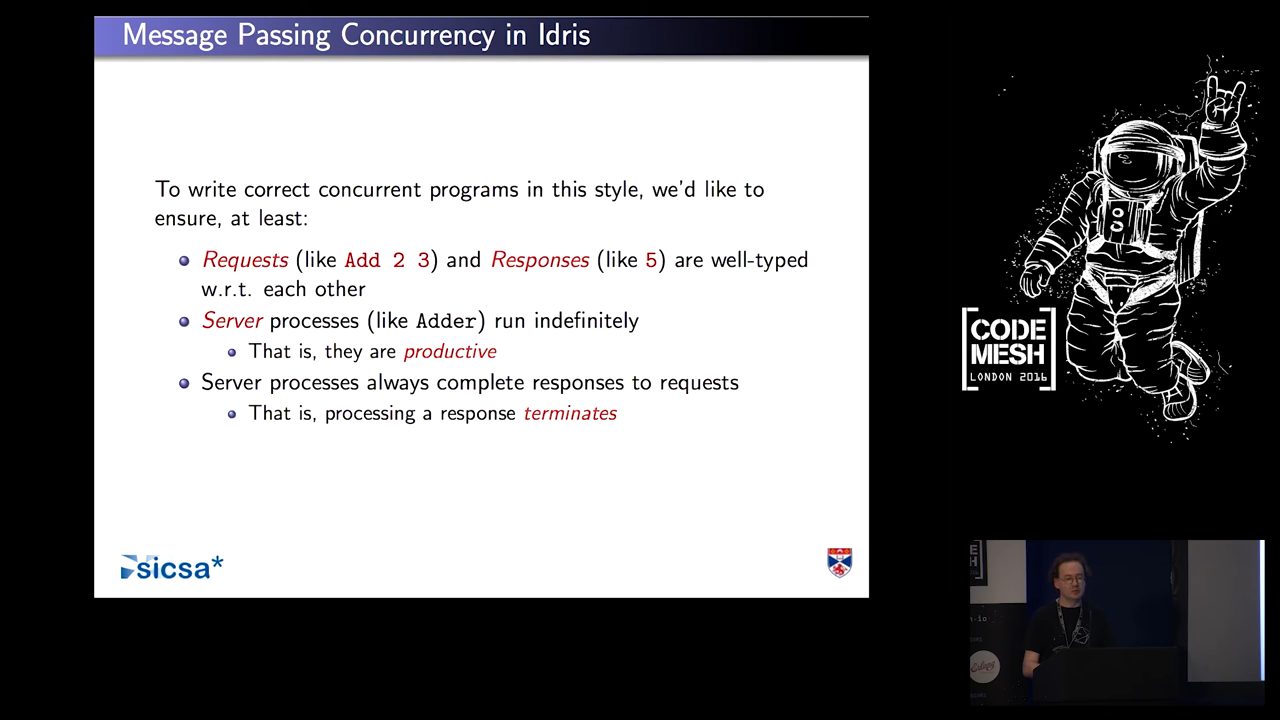 Message Passing Concurrency in Idris
To write correct concurrent programs in this style, we'd like to
ensure, at least:
Requests (like Add 2 3) and Responses (like 5) are well-typed
w.r.t. each other
Server processes (like Adder) run indefinitely
That is, they are productive
Server processes always complete responses to requests
That is, processing a response terminates
sicsa*
CODE
MESH
LONDON 2016